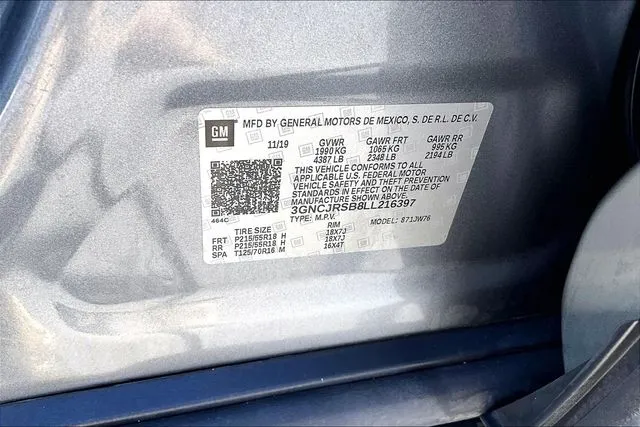 GM
MFD BY GENERAL MOTORS DE MEXICO, S. DE R.L. DE C.V.
11/19 GVWR GAWR FRT GAWR RR
1990 KG 1065 KG 995 KG
4387 LB 2348 LB 2194 LB
THIS VEHICLE CONFORMS TO ALL
APPLICABLE U.S. FEDERAL MOTOR
VEHICLE SAFETY AND THEFT PREVENTION
STANDARDS IN EFFECT ON THE DATE OF
MANUFACTURE SHOWN ABOVE.
3GNCJRSB8LL216397
464C
TYPE: M.P.V. MODEL: 871JW76
TIRE SIZE RIM
FRT P215/55R18 H 18X7J
RR P215/55R18 H 18X7J
SPA T125/70R16 M 16X4T